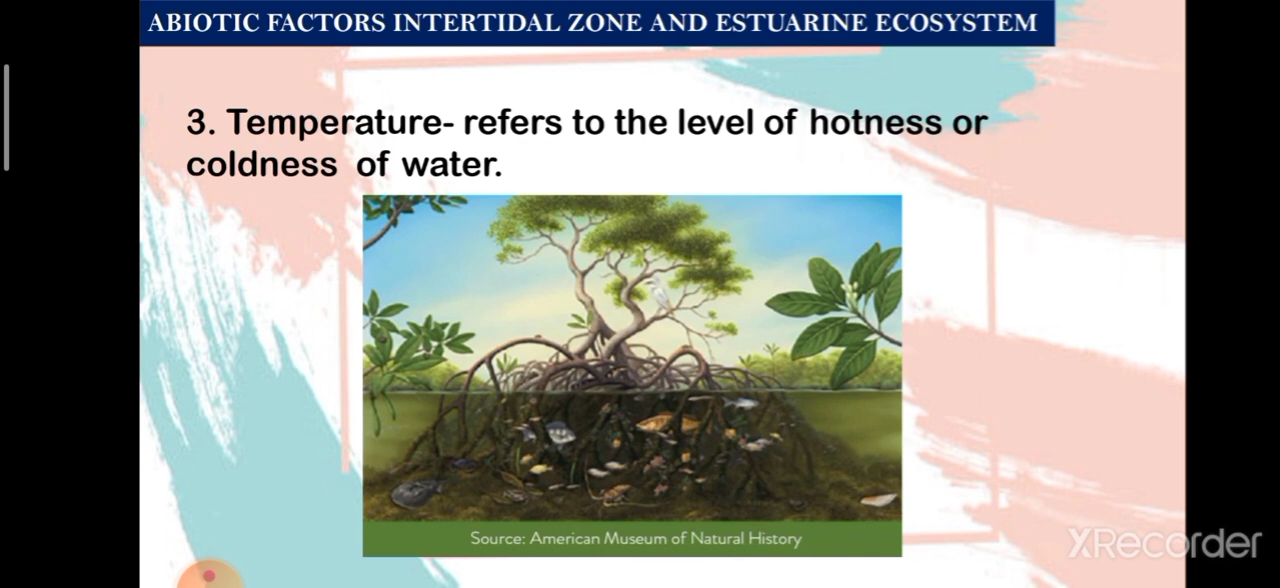 ABIOTIC FACTORS INTERTIDAL ZONE AND ESTUARINE ECOSYSTEM
3. Temperature- refers to the level of hotness or
coldness of water.
Source: American Museum of Natural History
XRecorder